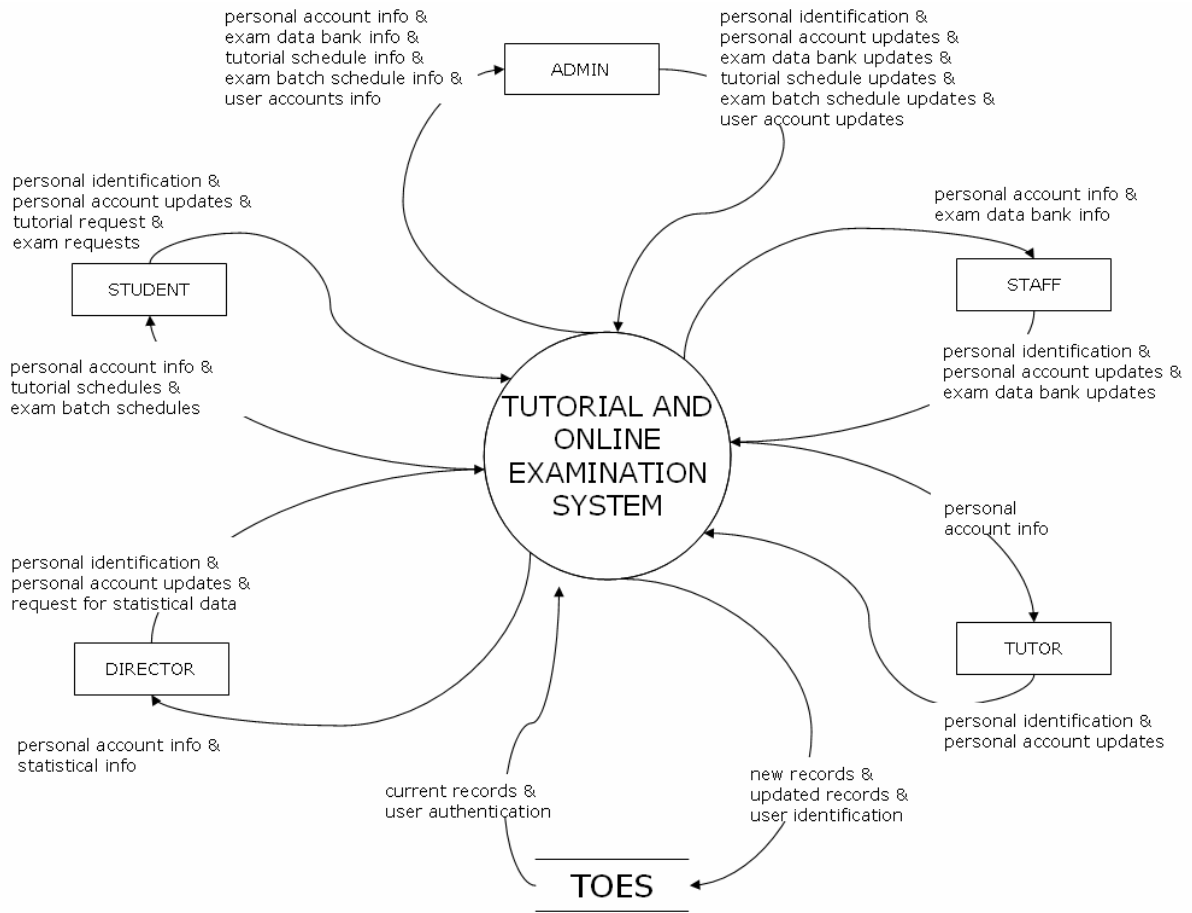 personal account info &
exam data bank info &
tutorial schedule info &
exam batch schedule info &
user accounts info
ADMIN
personal identification &
personal account updates &
exam data bank updates &
tutorial schedule updates &
exam batch schedule updates &
user account updates
personal identification &
personal account updates &
tutorial request &
exam requests
STUDENT
personal account info &
tutorial schedules &
exam batch schedules
personal account info &
exam data bank info
STAFF
personal identification &
personal account updates &
exam data bank updates
TUTORIAL AND
ONLINE
EXAMINATION
SYSTEM
personal
account info
TUTOR
personal identification &
personal account updates
personal identification &
personal account updates &
request for statistical data
DIRECTOR
personal account info &
statistical info
current records &
user authentication
new records &
updated records &
user identification
TOES